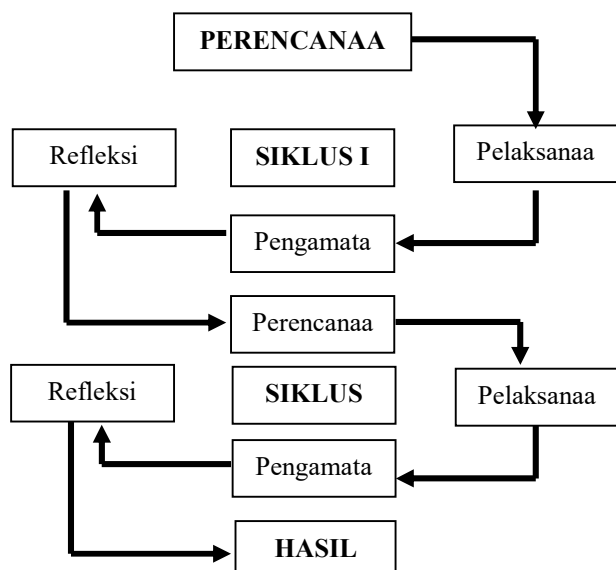 PERENCANAA
Refleksi
SIKLUS I
Pelaksanaa
Pengamata
Perencanaa
Refleksi
SIKLUS
Pelaksanaa
Pengamata
HASIL